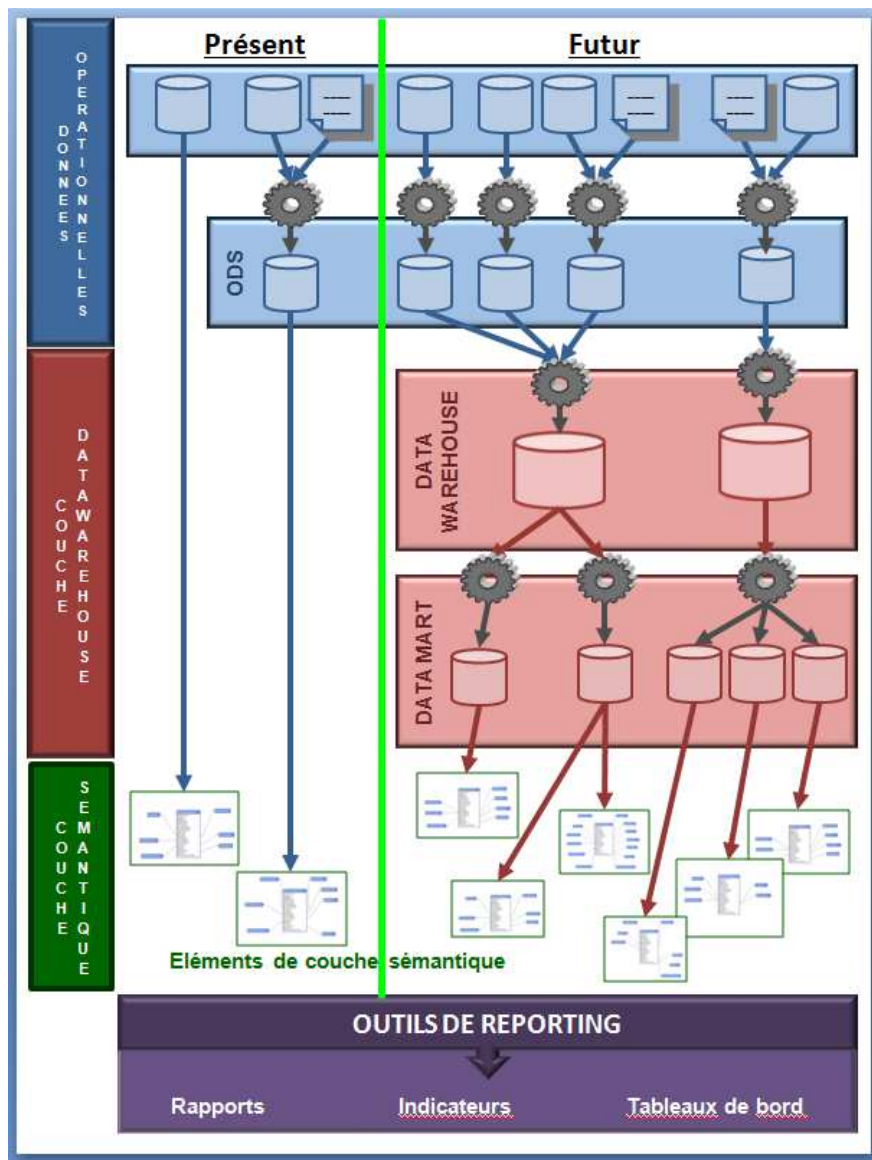 Présent
Futur
DONNEES
OPERATIONNELLES
ODS
COUCHE
DATAWAREHOUSE
DATA
WAREHOUSE
DATA MART
COUCHE
SEMANTIQUE
Eléments de couche sémantique
OUTILS DE REPORTING
Rapports
Indicateurs
Tableaux de bord